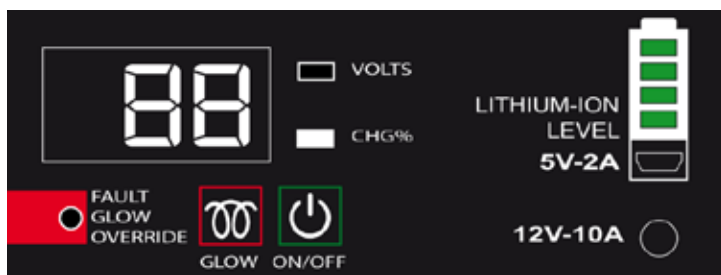 88
VOLTS
CHG%
LITHIUM-ION
LEVEL
5V-2A
FAULT
GLOW
OVERRIDE
GLOW
ON/OFF
12V-10A